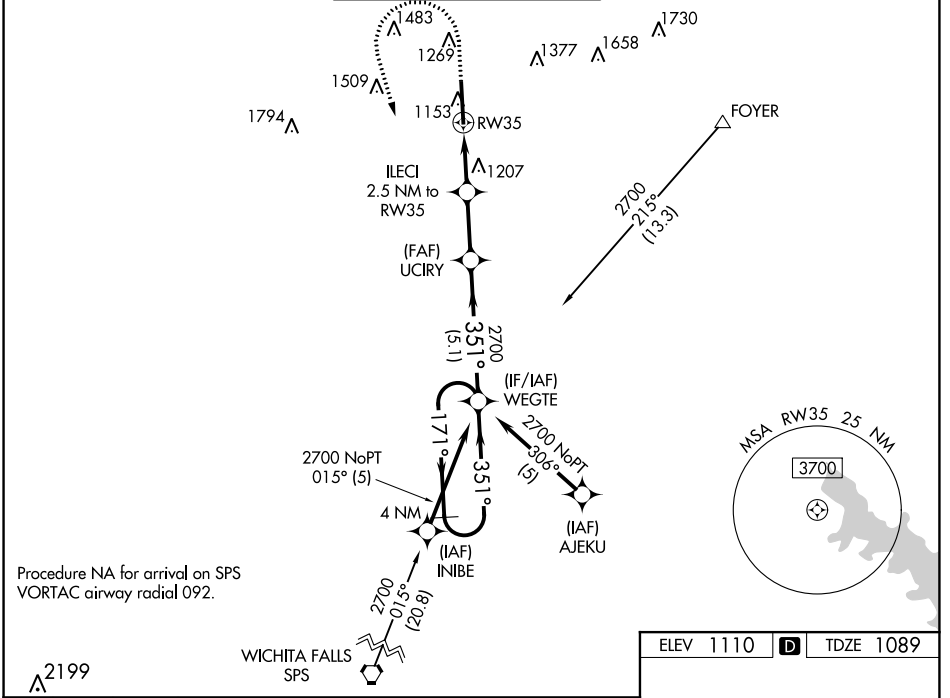 1483
1730
1269
1377
1658
1509
1153
RW35
1794
FOYER
1207
ILECI
2.5 NM to
RW35
2700
215°
(13.3)
(FAF)
UCIRY
2700
351°
(5.1)
(IF/IAF)
WEGTE
171°
351°
2700 NoPT
306°
(5)
2700 NoPT
015° (5)
4 NM
(IAF)
INIBE
(IAF)
AJEKU
MSA RW35 25 NM
3700
Procedure NA for arrival on SPS
VORTAC airway radial 092.
2700
015°
(20.8)
WICHITA FALLS
SPS
2199
ELEV 1110 D TDZE 1089